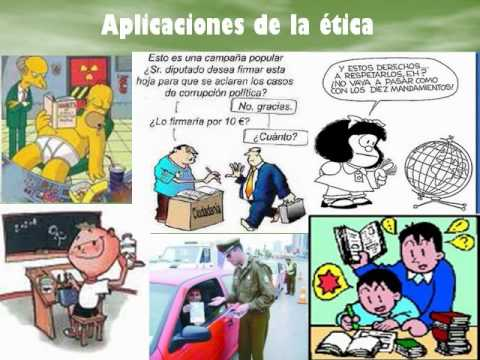 Aplicaciones de la ética
Esto es una campaña popular
¿Sr. diputado desea firmar esta
hoja para que se aclaren los casos
de corrupción política?
No, gracias.
¿Lo firmaría por 10 €?
¿Cuánto?
Ciudadanía
Y ESTOS DERECHOS...
A RESPETARLOS, EH?
¡NO VAYA A PASAR COMO
CON LOS DIEZ MANDAMIENTOS!